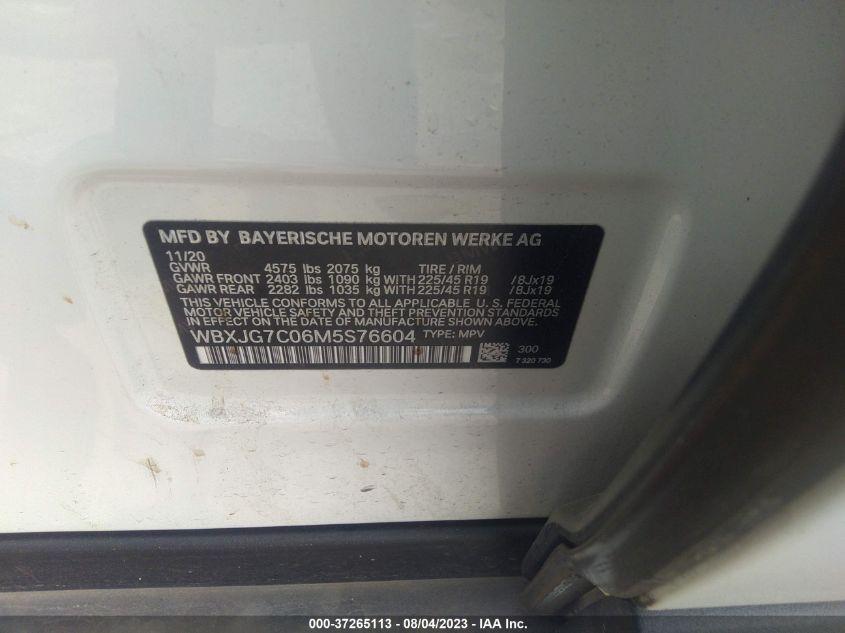 MFD BY BAYERISCHE MOTOREN WERKE AG
11/20
GVWR 4575 lbs 2075 kg TIRE / RIM
GAWR FRONT 2403 lbs 1090 kg WITH 225/45 R19 /8Jx19
GAWR REAR 2282 lbs 1035 kg WITH 225/45 R19 /8Jx19
THIS VEHICLE CONFORMS TO ALL APPLICABLE U.S. FEDERAL
MOTOR VEHICLE SAFETY, BUMPER, AND THEFT PREVENTION STANDARDS
IN EFFECT ON THE DATE OF MANUFACTURE SHOWN ABOVE.
WBXJG7C06M5S76604 TYPE: MPV
300
7 320 730
000-37265113 - 08/04/2023 - IAA Inc.